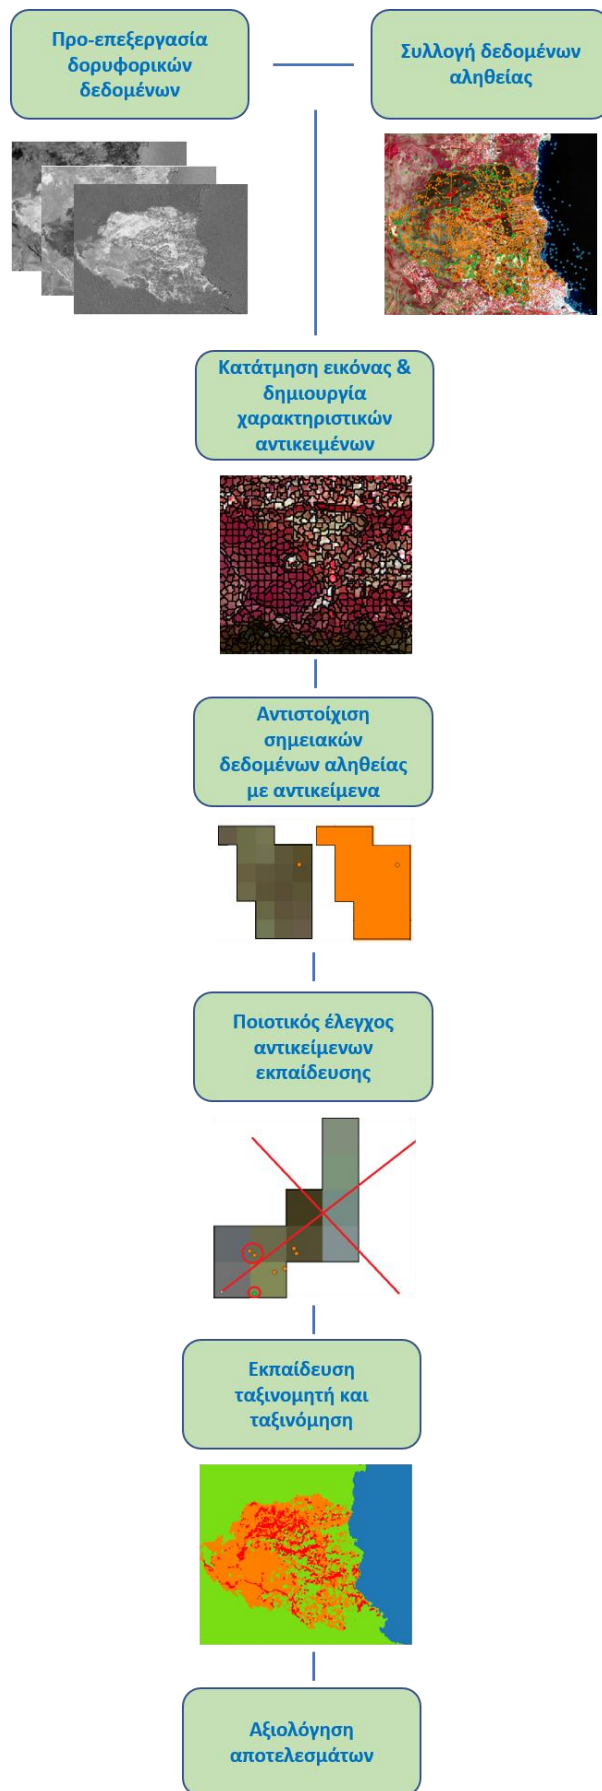 Προ-επεξεργασία
δορυφορικών
δεδομένων
Συλλογή δεδομένων
αληθείας
Κατάτμηση εικόνας &
δημιουργία
χαρακτηριστικών
αντικειμένων
Αντιστοίχιση
σημειακών
δεδομένων αληθείας
με αντικείμενα
Ποιοτικός έλεγχος
αντικείμενων
εκπαίδευσης
Εκπαίδευση
ταξινομητή και
ταξινόμηση
Αξιολόγηση
αποτελεσμάτων